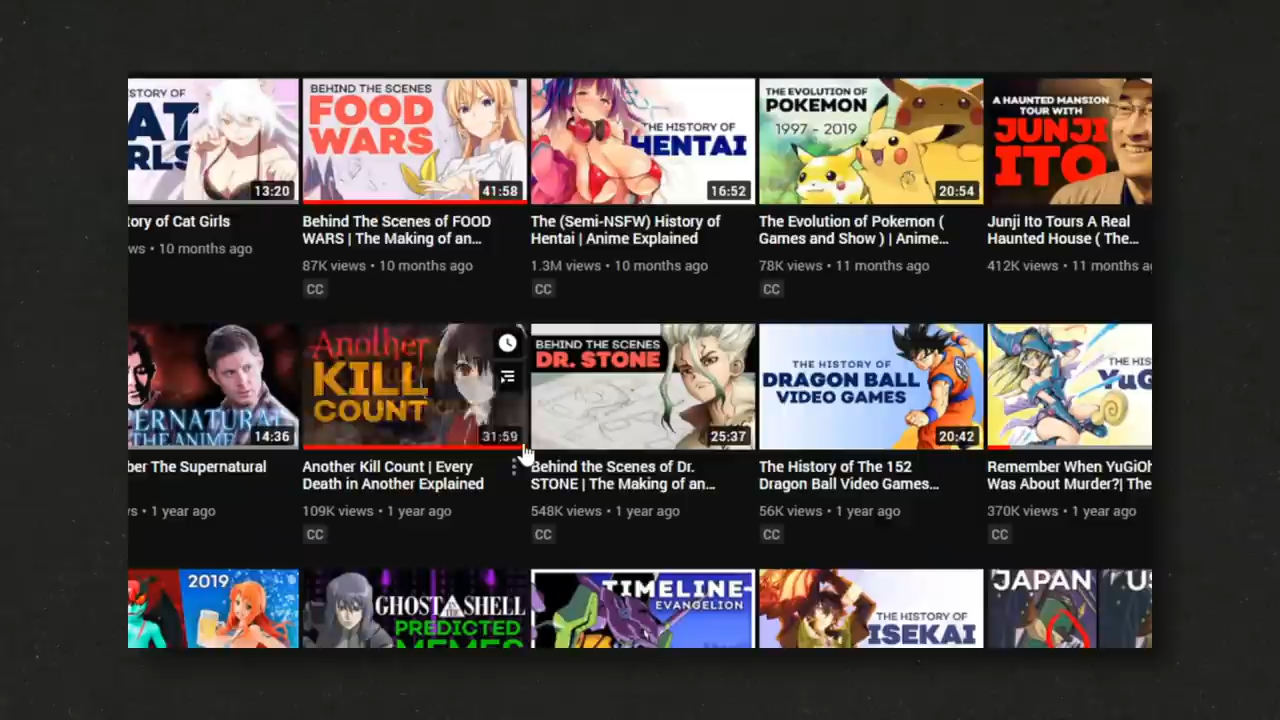 STORY OF
CAT
GIRLS
13:20
tory of Cat Girls
ws • 10 months ago
BEHIND THE SCENES
FOOD
WARS
41:58
Behind The Scenes of FOOD
WARS | The Making of an...
87K views • 10 months ago
CC
THE HISTORY OF
HENTAI
16:52
The (Semi-NSFW) History of
Hentai | Anime Explained
1.3M views • 10 months ago
CC
THE EVOLUTION OF
POKEMON
1997 - 2019
20:54
The Evolution of Pokemon (
Games and Show ) | Anime...
78K views • 11 months ago
CC
A HAUNTED MANSION
TOUR WITH
JUNJI
ITO
Junji Ito Tours A Real
Haunted House ( The...
412K views • 11 months a
ERNATURAL
THE ANIME
14:36
ber The Supernatural
s • 1 year ago
Another
KILL
COUNT
31:59
Another Kill Count | Every
Death in Another Explained
109K views • 1 year ago
CC
BEHIND THE SCENES
DR. STONE
25:37
Behind the Scenes of Dr.
STONE | The Making of an...
548K views • 1 year ago
CC
THE HISTORY OF
DRAGON BALL
VIDEO GAMES
20:42
The History of The 152
Dragon Ball Video Games...
56K views • 1 year ago
CC
THE HIS
YuG
Remember When YuGiOh
Was About Murder?| The
370K views • 1 year ago
CC
2019
GHOST IN THE SHELL
PREDICTED
MEMES
TIMELINE-
EVANGELION
THE HISTORY OF
ISEKAI
JAPAN
US